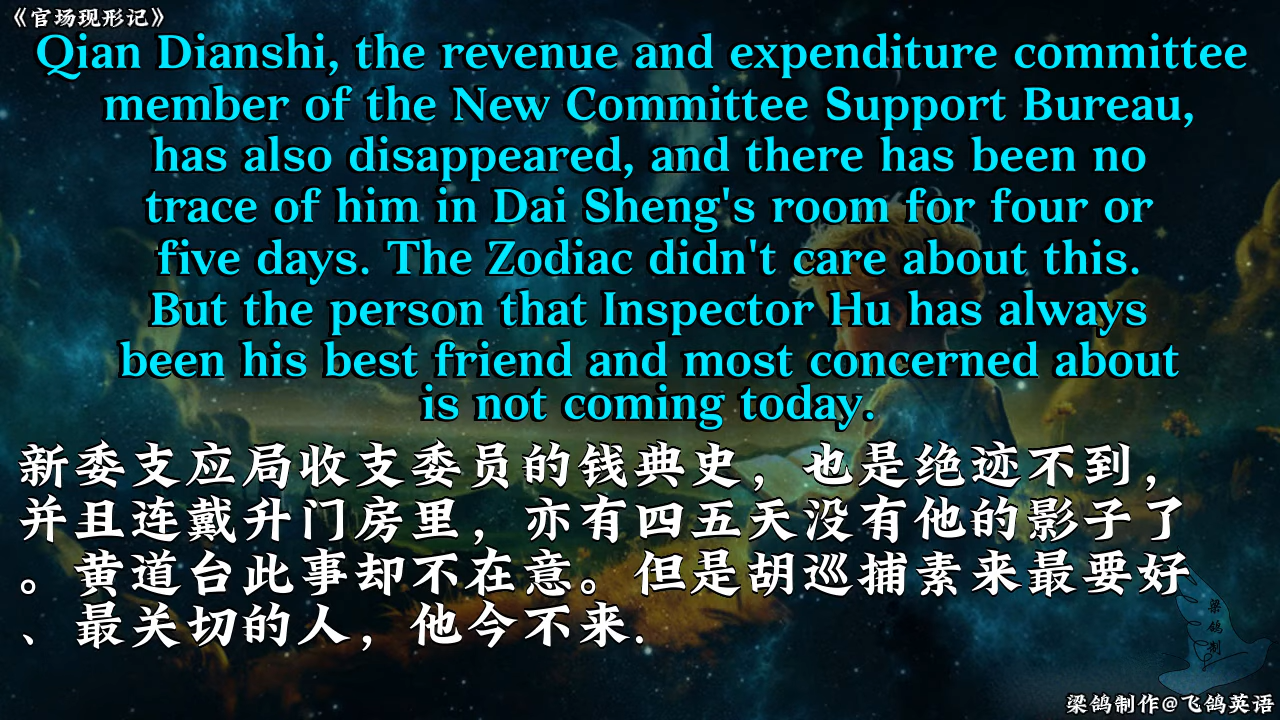 《官场现形记》
Qian Dianshi, the revenue and expenditure committee
member of the New Committee Support Bureau,
has also disappeared, and there has been no
trace of him in Dai Sheng's room for four or
five days. The Zodiac didn't care about this.
But the person that Inspector Hu has always
been his best friend and most concerned about
is not coming today.
新委支应局收支委员的钱典史，也是绝迹不到，
并且连戴升门房里，亦有四五天没有他的影子了
。黄道台此事却不在意。但是胡巡捕素来最要好
、最关切的人，他今不来.
梁鸽制
梁鸽制作@飞鸽英语